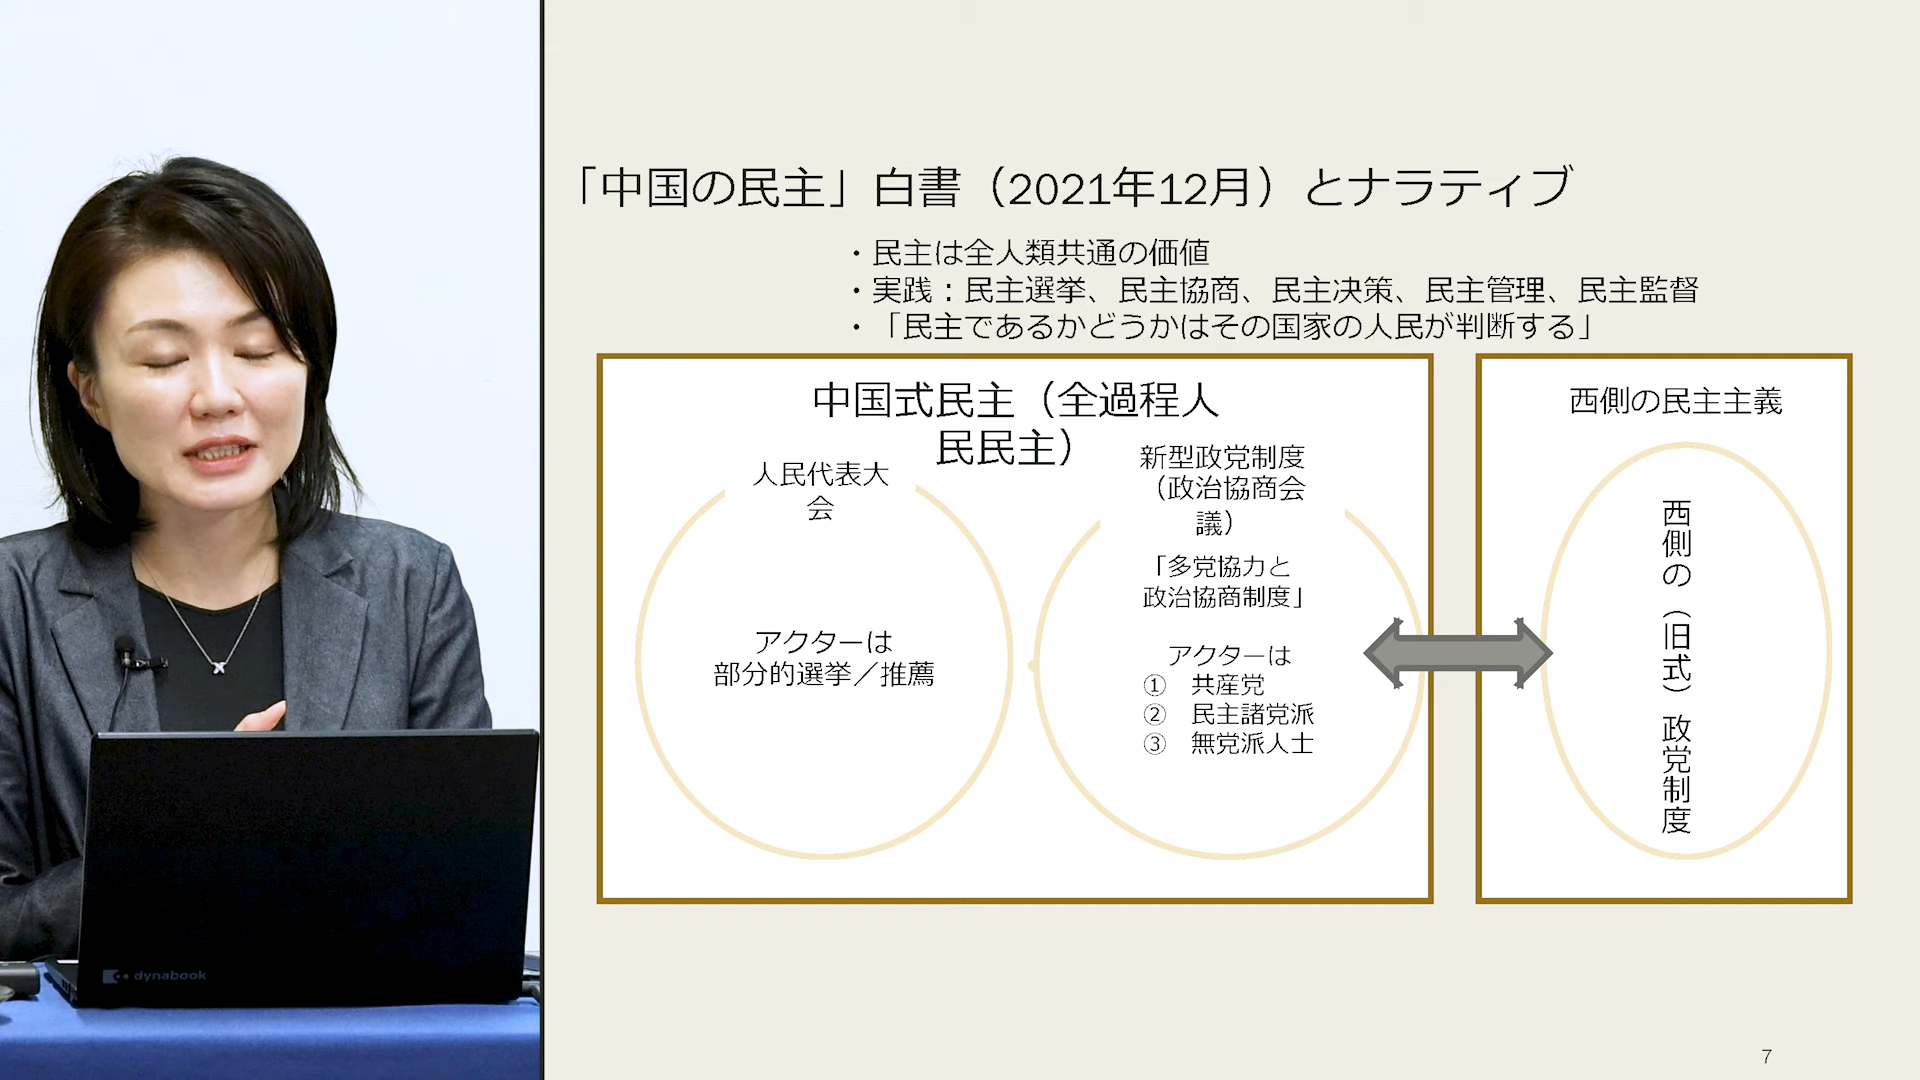 「中国の民主」白書（2021年12月）とナラティブ
・民主は全人類共通の価値
・実践：民主選挙、民主協商、民主决策、民主管理、民主監督
・「民主であるかどうかはその国家の人民が判断する」
中国式民主（全過程人
民民主）
人民代表大
会
アクターは
部分的選挙／推薦
新型政党制度
（政治協商会
議）
「多党協力と
政治協商制度」
アクターは
① 共産党
② 民主諸党派
③ 無党派人士
西側の民主主義
西側の（旧式）政党制度
dynabook
7